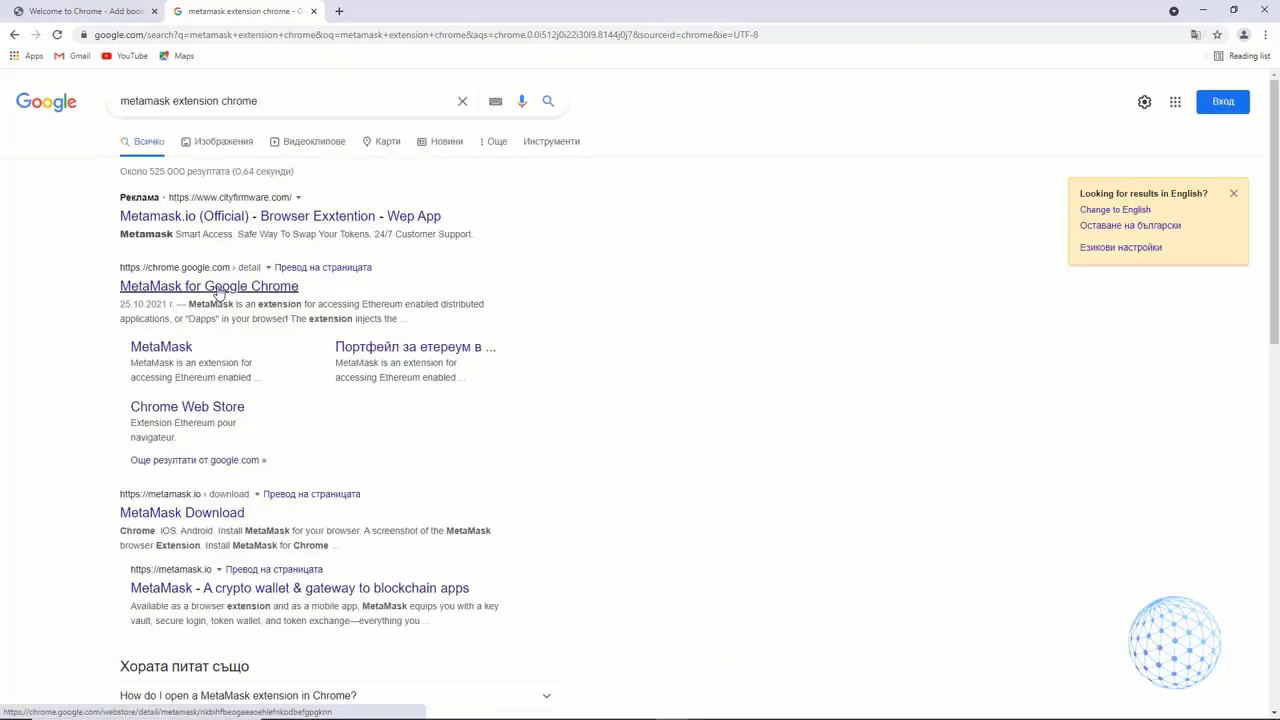 Welcome to Chrome - Add book
metamask extension chrome - G
google.com/search?q=metamask+extension+chrome&oq=metamask+extension+chrome&aqs=chrome.0.0i512j0i22i30l9.8144j0j7&sourceid=chrome&ie=UTF-8
Apps
Gmail
YouTube
Maps
Reading list
Google
metamask extension chrome
Вход
Всичко
Изображения
Видеоклипове
Карти
Новини
Още
Инструменти
Около 525 000 резултата (0,64 секунди)
Реклама · https://www.cityfirmware.com/
Metamask.io (Official) - Browser Exxtention - Wep App
Metamask Smart Access. Safe Way To Swap Your Tokens. 24/7 Customer Support.
Looking for results in English?
Change to English
Оставане на български
Езикови настройки
https://chrome.google.com › detail Превод на страницата
MetaMask for Google Chrome
25.10.2021 г. — MetaMask is an extension for accessing Ethereum enabled distributed
applications, or "Dapps" in your browser! The extension injects the ...
MetaMask
MetaMask is an extension for
accessing Ethereum enabled ...
Портфейл за етереум в ...
MetaMask is an extension for
accessing Ethereum enabled ...
Chrome Web Store
Extension Ethereum pour
navigateur.
Още резултати от google.com »
https://metamask.io › download Превод на страницата
MetaMask Download
Chrome. iOS. Android. Install MetaMask for your browser. A screenshot of the MetaMask
browser Extension. Install MetaMask for Chrome ...
https://metamask.io Превод на страницата
MetaMask - A crypto wallet & gateway to blockchain apps
Available as a browser extension and as a mobile app, MetaMask equips you with a key
vault, secure login, token wallet, and token exchange—everything you ...
Хората питат също
How do I open a MetaMask extension in Chrome?
https://chrome.google.com/webstore/detail/metamask/nkbihfbeogaeaoehlefnkodbefgpgknn